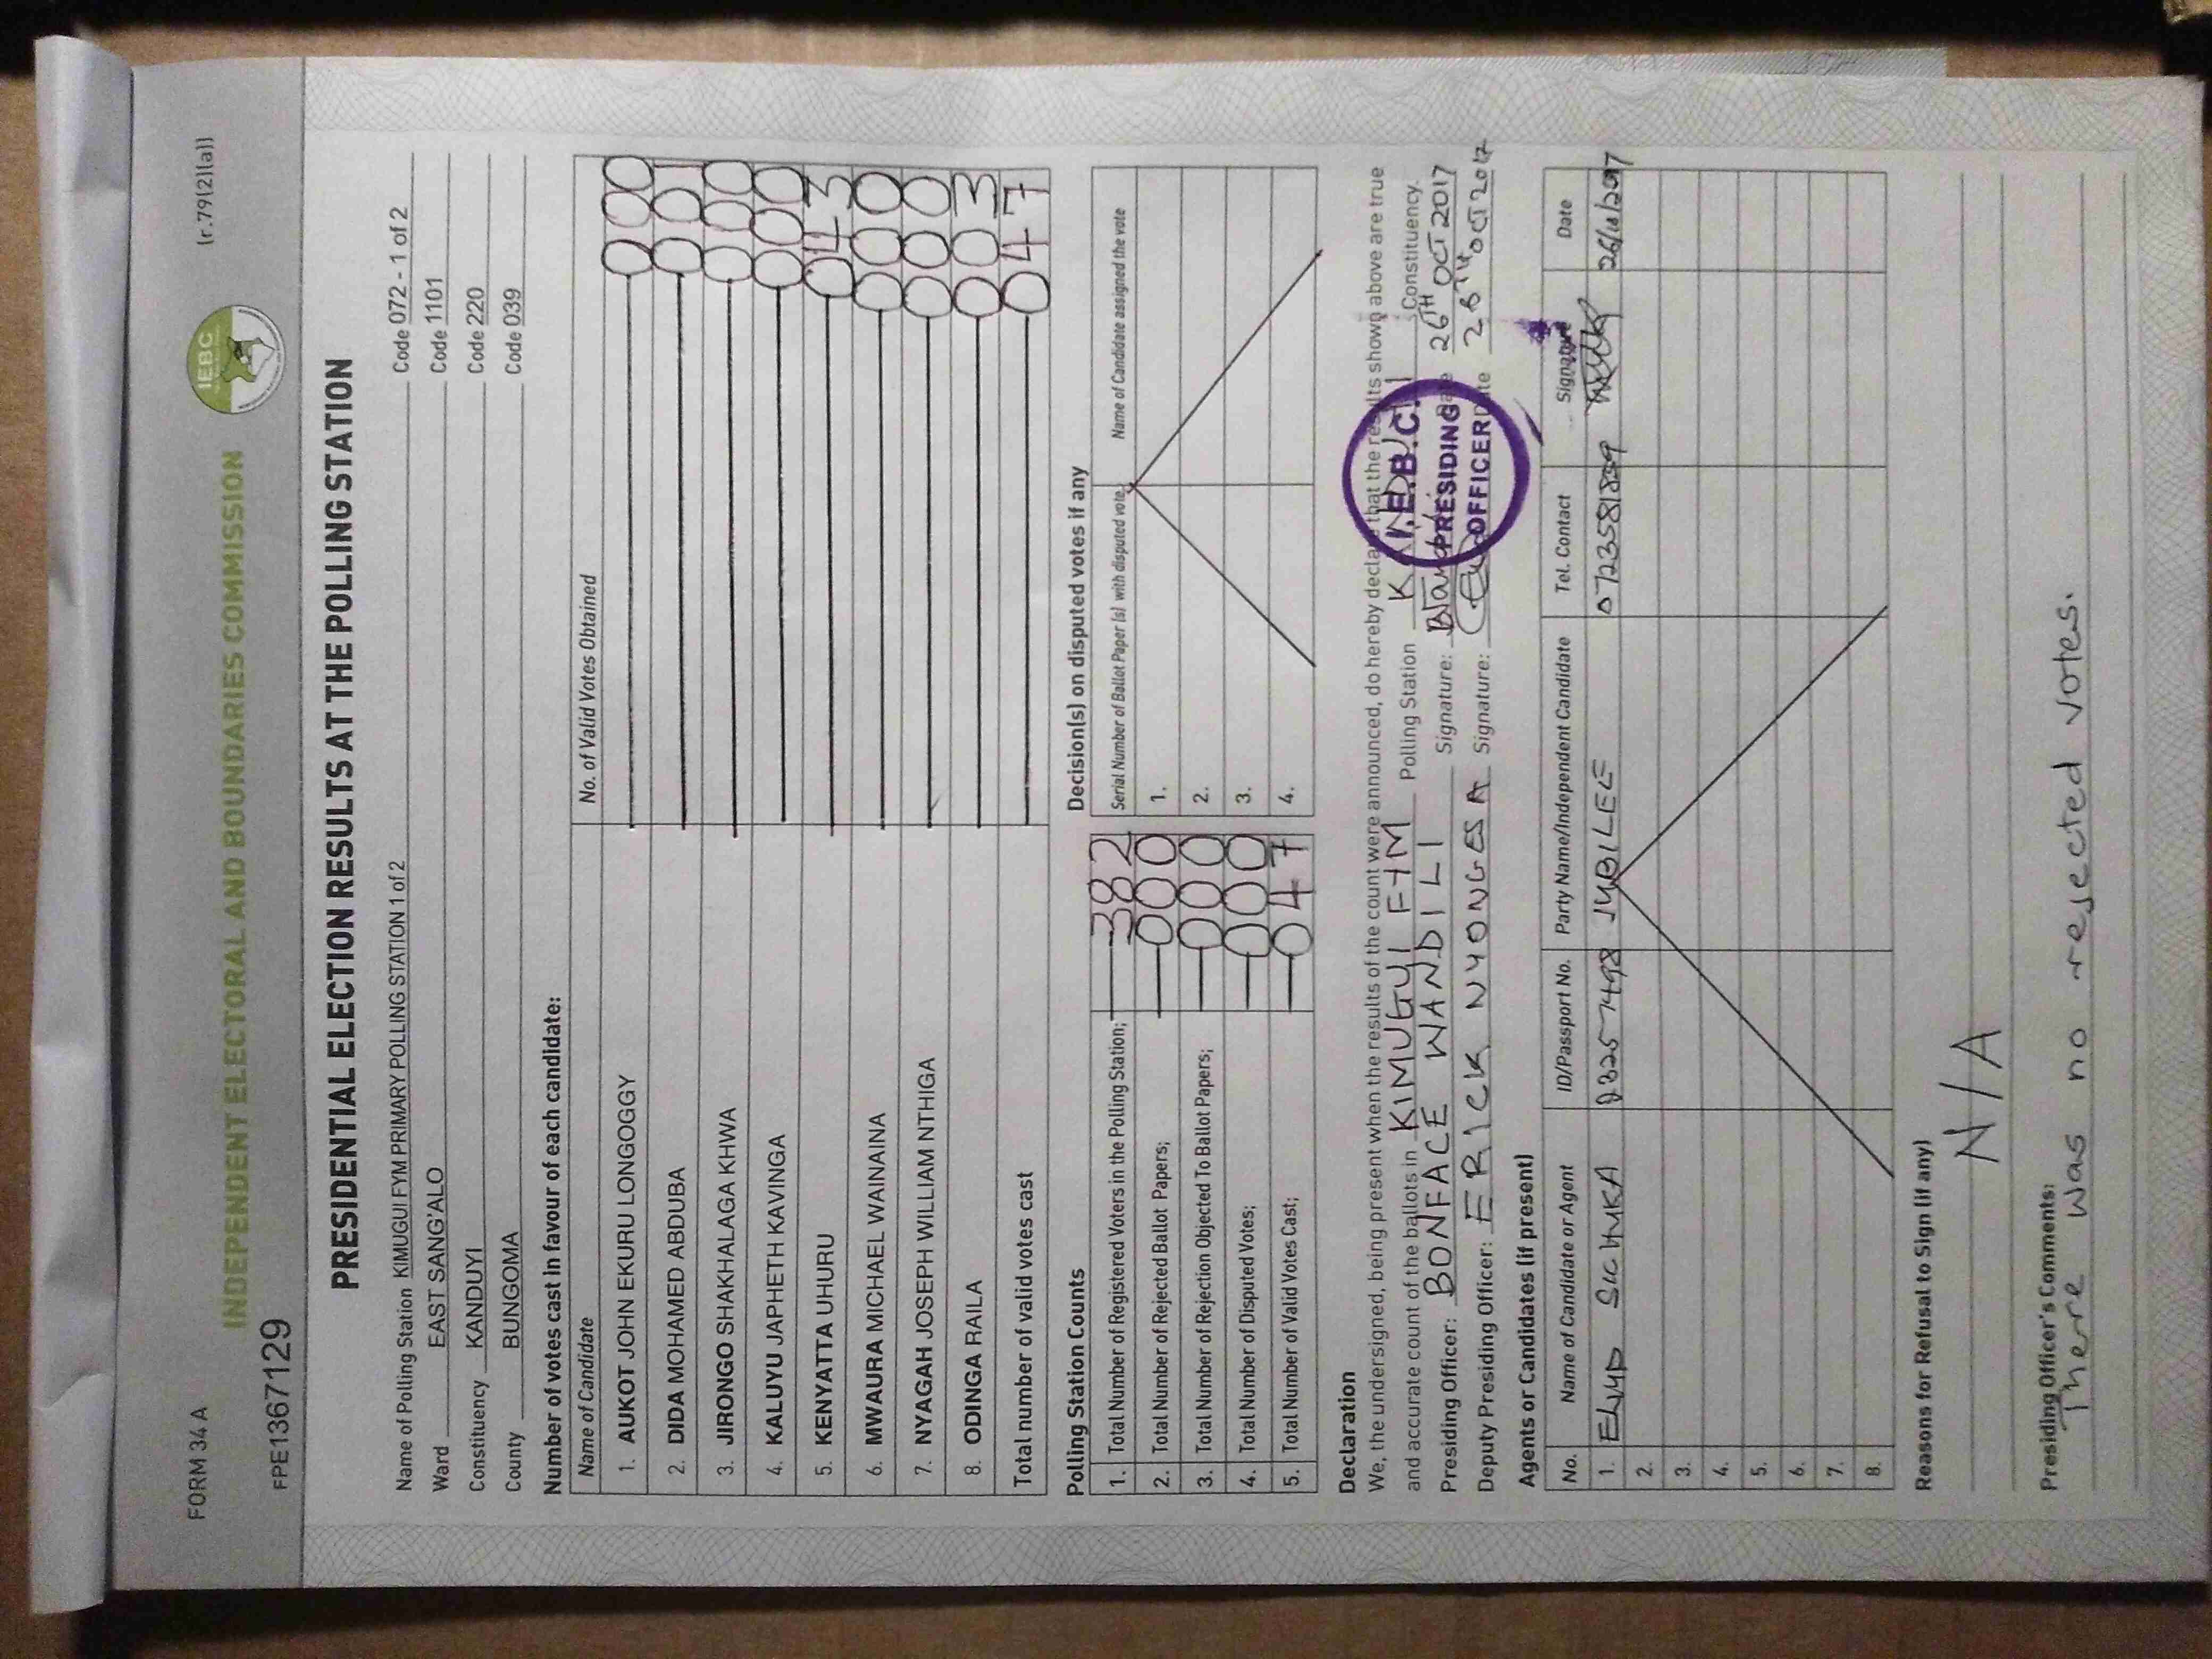 FORM 34 A
(r.79(2)(a))
IEBC
INDEPENDENT ELECTORAL AND BOUNDARIES COMMISSION
FPE1367129
PRESIDENTIAL ELECTION RESULTS AT THE POLLING STATION
Name of Polling Station KIMUGUI FYM PRIMARY POLLING STATION 1 of 2 Code 072 - 1 of 2
Ward EAST SANG'ALO Code 1101
Constituency KANDUYI Code 220
County BUNGOMA Code 039
Number of votes cast in favour of each candidate:
Name of Candidate No. of Valid Votes Obtained
1. AUKOT JOHN EKURU LONGOGGY 000
2. DIDA MOHAMED ABDUBA 001
3. JIRONGO SHAKHALAGA KHWA 000
4. KALUYU JAPHETH KAVINGA 000
5. KENYATTA UHURU 043
6. MWAURA MICHAEL WAINAINA 000
7. NYAGAH JOSEPH WILLIAM NTHIGA 000
8. ODINGA RAILA 003
Total number of valid votes cast 047
Polling Station Counts
1. Total Number of Registered Voters in the Polling Station; 382
2. Total Number of Rejected Ballot Papers; 000
3. Total Number of Rejection Objected To Ballot Papers; 000
4. Total Number of Disputed Votes; 000
5. Total Number of Valid Votes Cast; 047
Decision(s) on disputed votes if any
Serial Number of Ballot Paper (s) with disputed vote Name of Candidate assigned the vote
1.
2.
3.
4.
Declaration
We, the undersigned, being present when the results of the count were announced, do hereby declare that the results shown above are true
and accurate count of the ballots in KIMUGUI FYM Polling Station Constituency.
Presiding Officer: BONFACE WANDILI Signature: Date 26TH OCT 2017
Deputy Presiding Officer: ERICK NYONGESA Signature: Date 26TH OCT 2017
I.E.B.C.
PRESIDING
OFFICER
Agents or Candidates (if present)
No. Name of Candidate or Agent ID/Passport No. Party Name/Independent Candidate Tel. Contact Signature Date
1. JUBILEE 26/10/2017
2.
3.
4.
5.
6.
7.
8.
Reasons for Refusal to Sign (if any)
N/A
Presiding Officer's Comments:
There was no rejected votes.